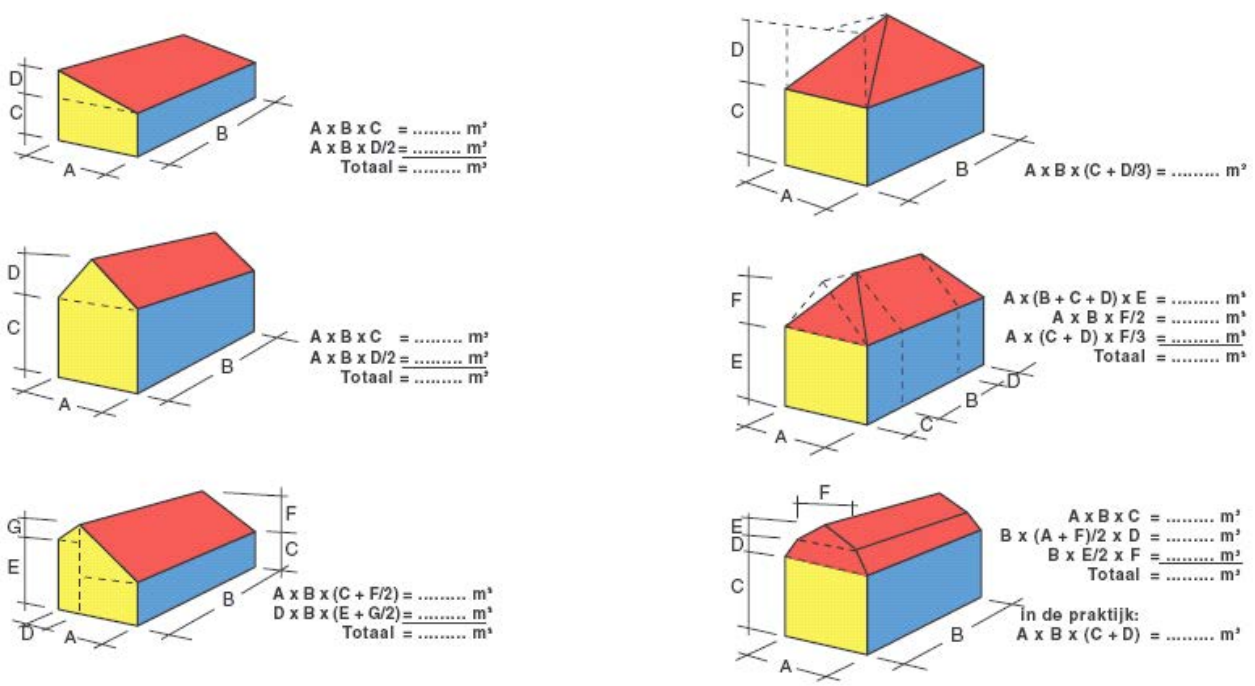 D
C
A
B
A x B x C = ......... m³
A x B x D/2 = ......... m³
Totaal = ......... m³
D
C
A
B
A x B x (C + D/3) = ......... m³
D
C
A
B
A x B x C = ......... m³
A x B x D/2 = ......... m³
Totaal = ......... m³
F
E
A
C
B
D
A x (B + C + D) x E = ......... m³
A x B x F/2 = ......... m³
A x (C + D) x F/3 = ......... m³
Totaal = ......... m³
G
E
D
A
B
F
C
A x B x (C + F/2) = ......... m³
D x B x (E + G/2) = ......... m³
Totaal = ......... m³
F
E
D
C
A
B
A x B x C = ......... m³
B x (A + F)/2 x D = ......... m³
B x E/2 x F = ......... m³
Totaal = ......... m³
in de praktijk:
A x B x (C + D) = ......... m³